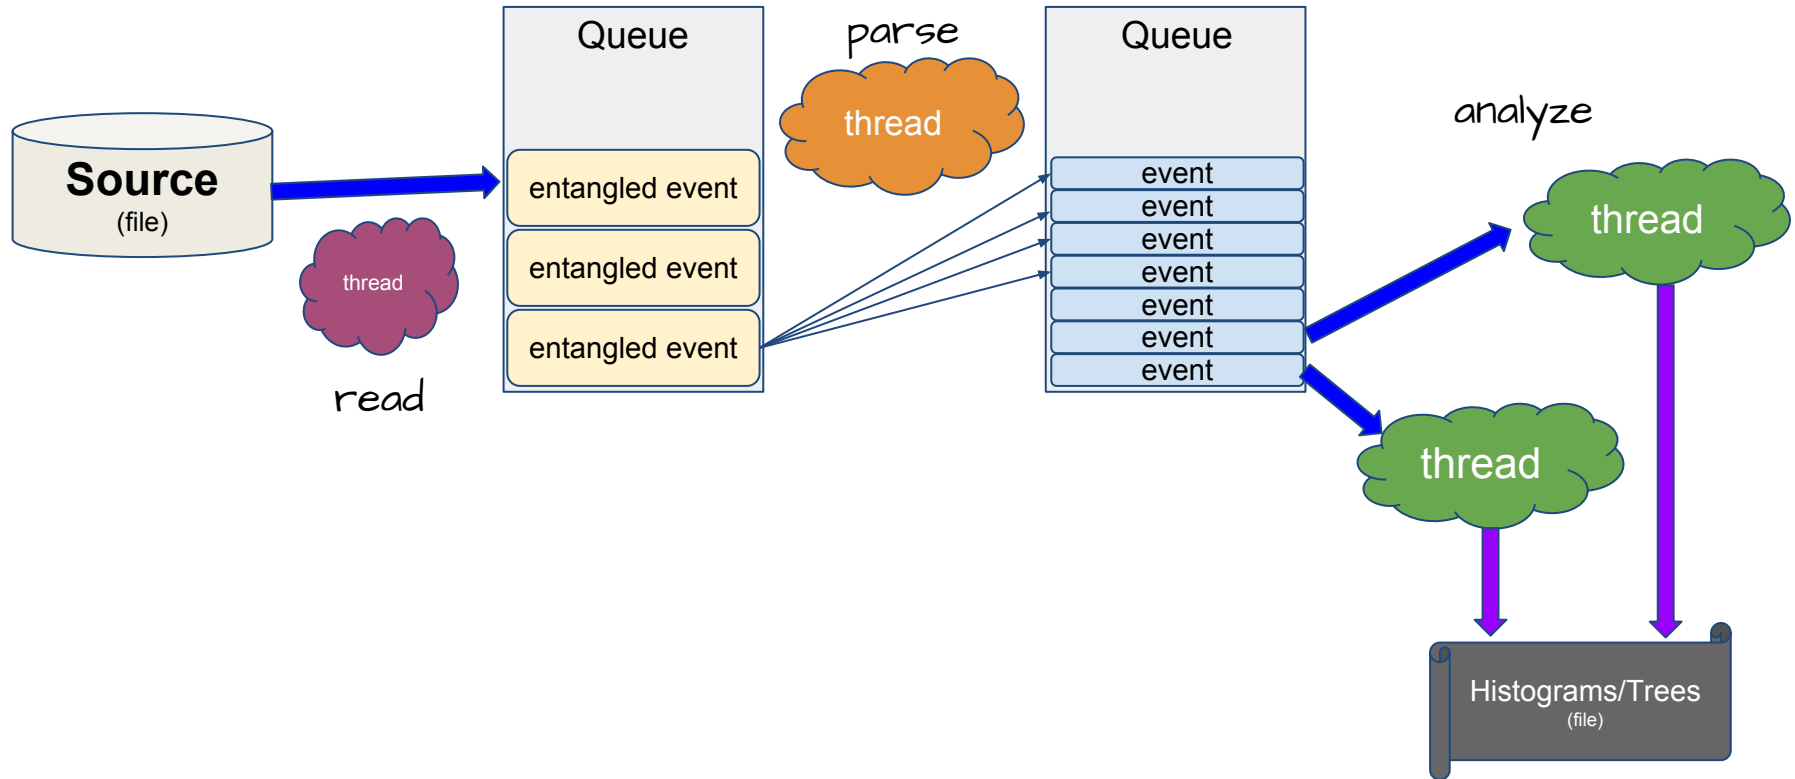 Source
(file)
thread
read
Queue
entangled event
entangled event
entangled event
parse
thread
Queue
event
event
event
event
event
event
event
analyze
thread
thread
Histograms/Trees
(file)